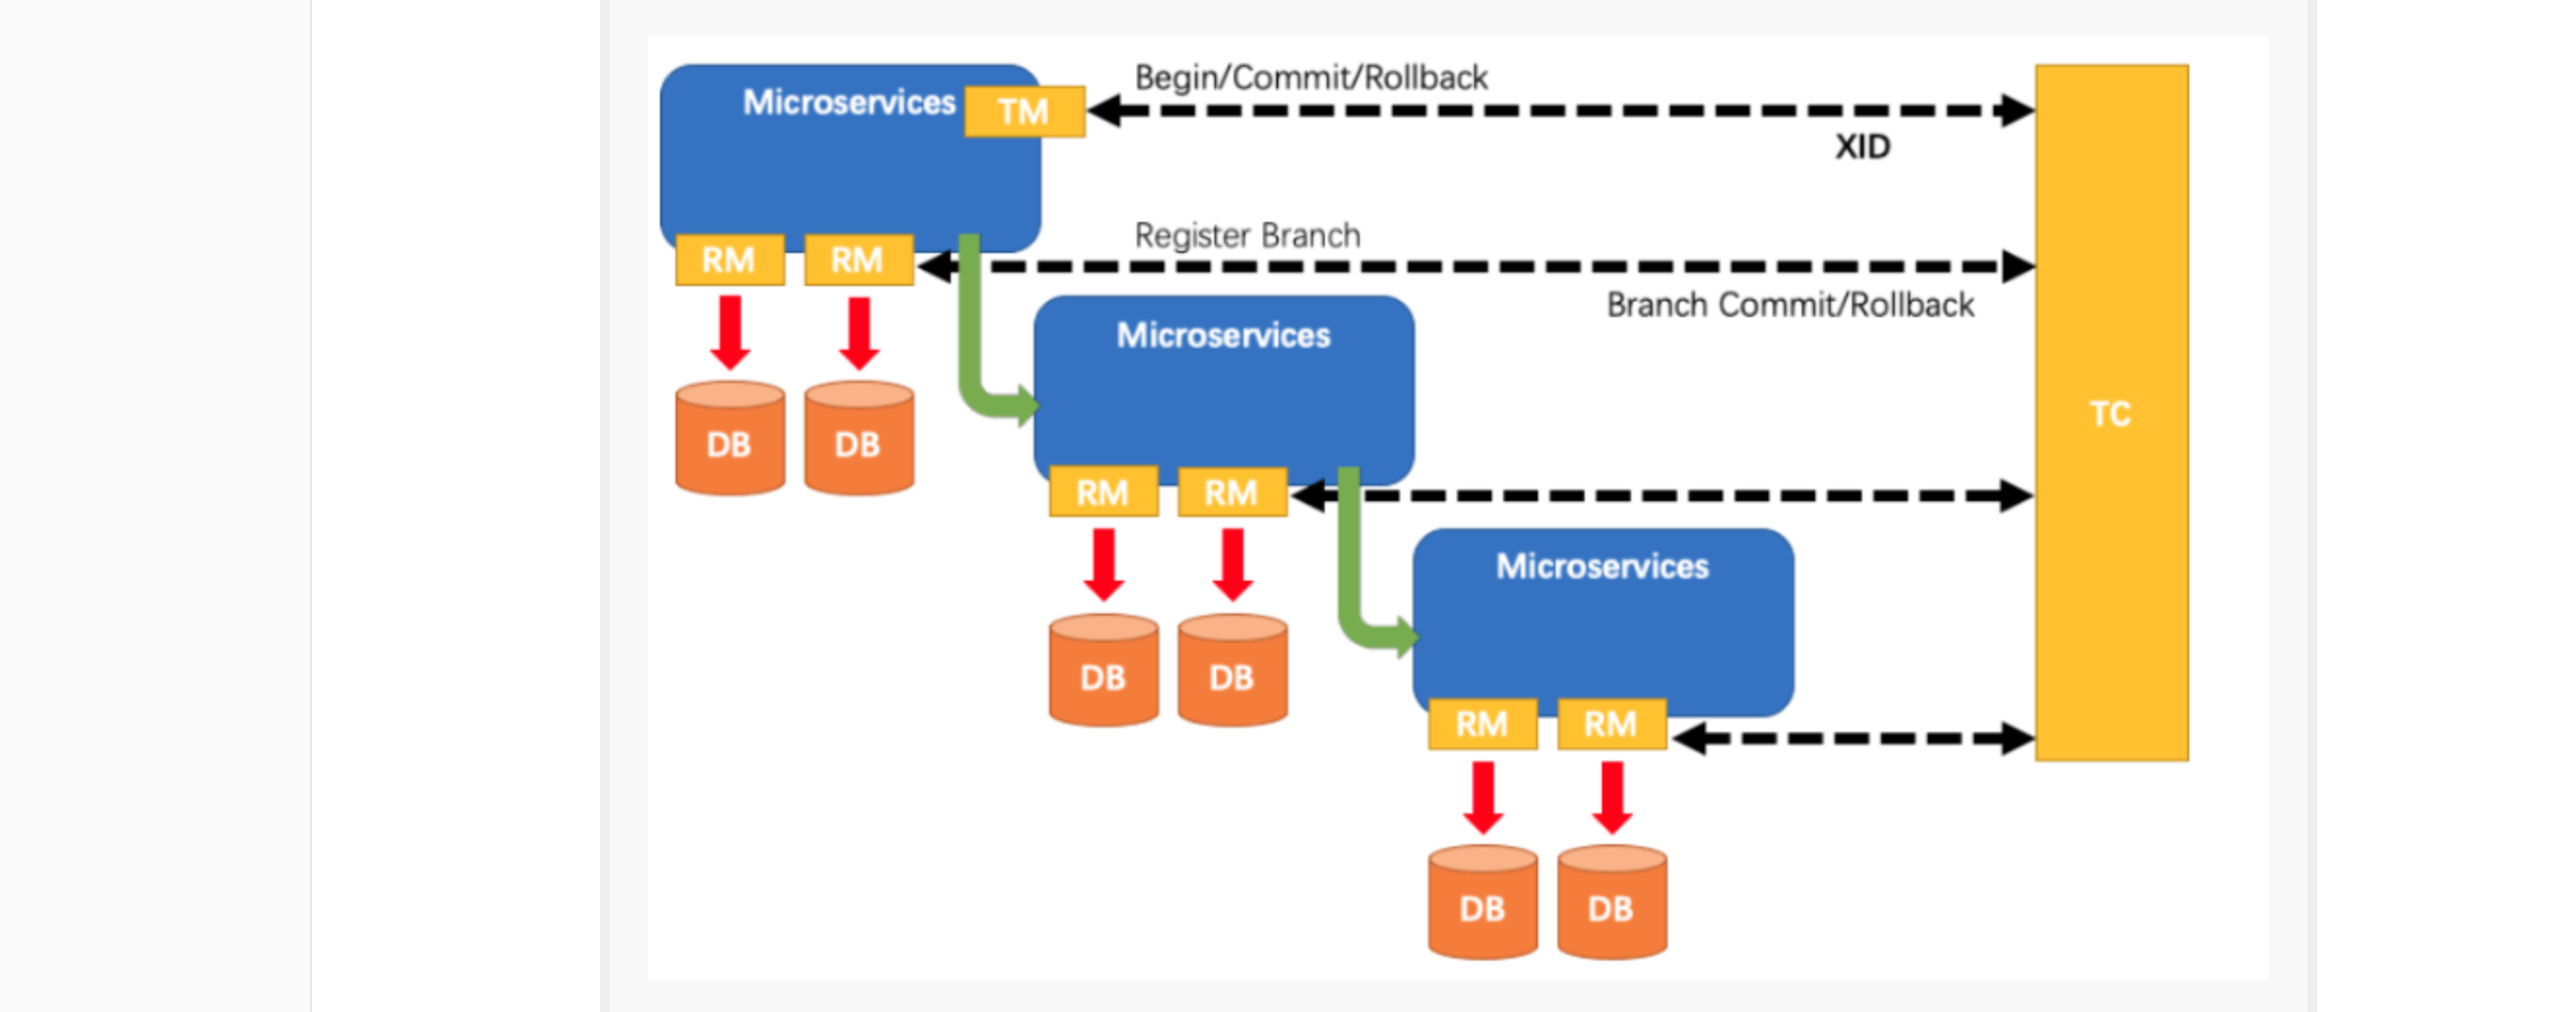 Begin/Commit/Rollback
Microservices
TM
XID
Register Branch
RM
RM
Branch Commit/Rollback
Microservices
TC
DB
DB
RM
RM
Microservices
DB
DB
RM
RM
DB
DB